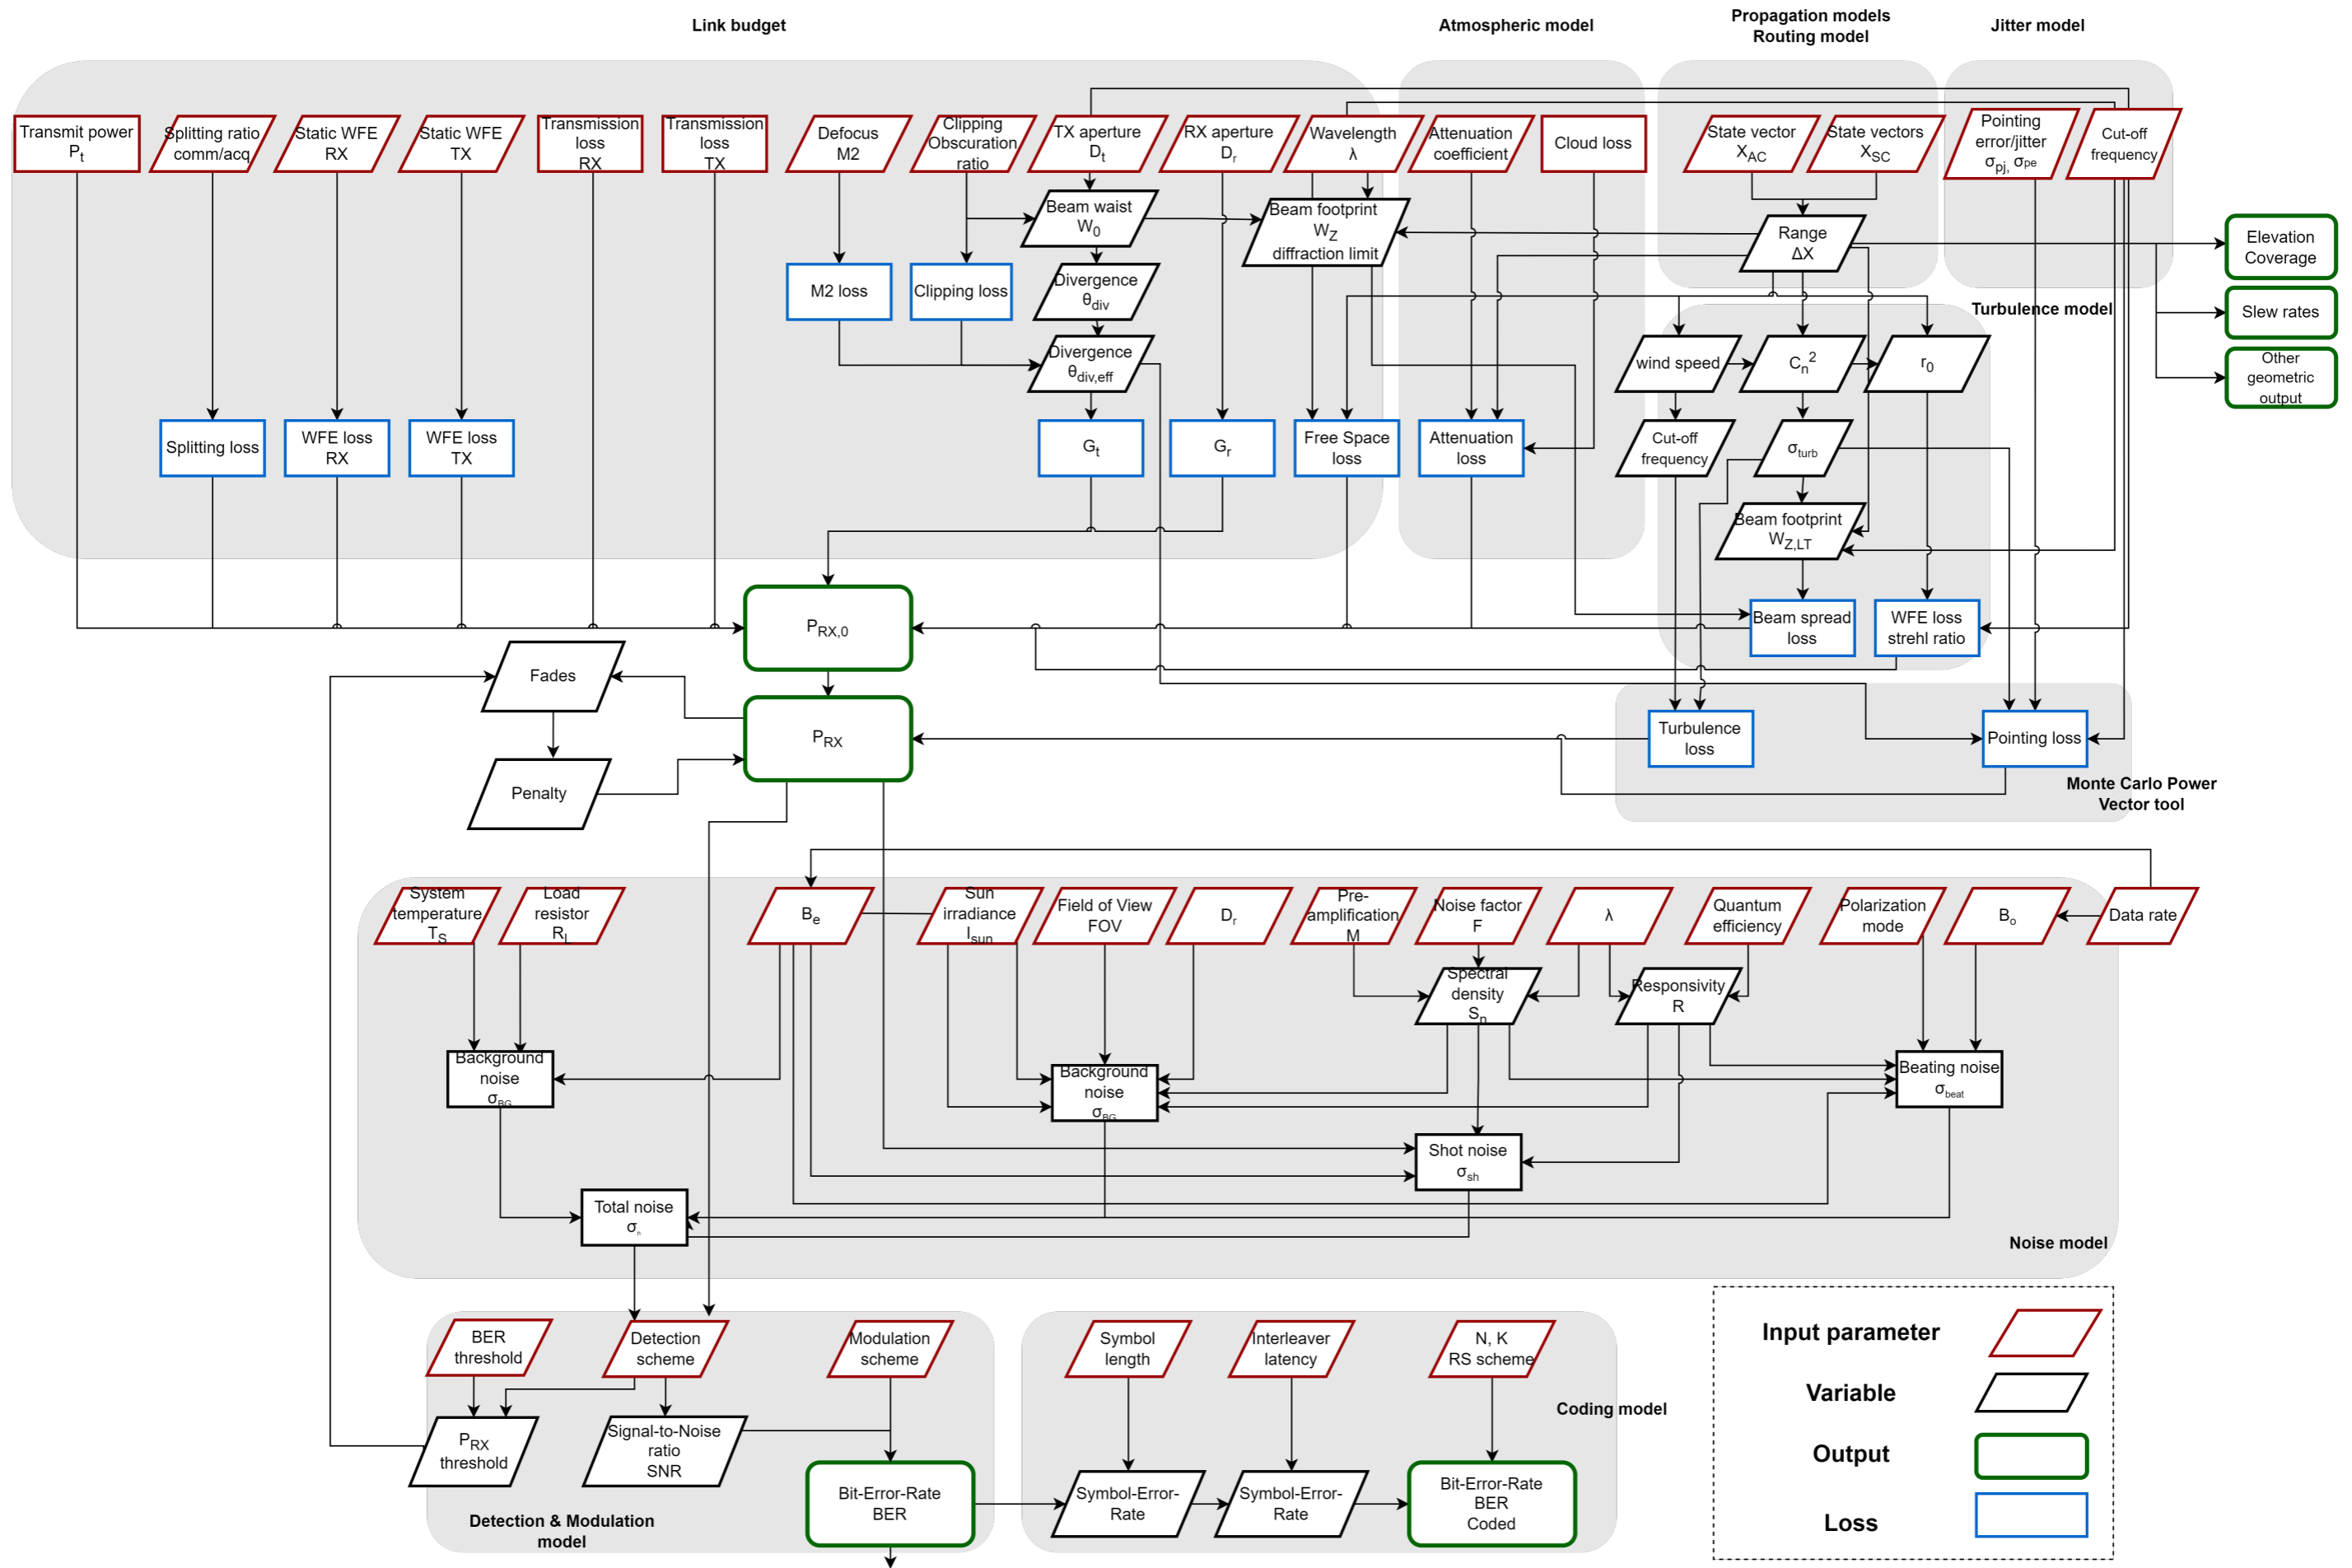 Link budget
Atmospheric model
Propagation models
Routing model
Jitter model
Transmit power
Pt
Splitting ratio
comm/acq
Static WFE
RX
Static WFE
TX
Transmission
loss
RX
Transmission
loss
TX
Defocus
M2
Clipping
Obscuration
ratio
TX aperture
Dt
RX aperture
Dr
Wavelength
λ
Attenuation
coefficient
Cloud loss
State vector
XAC
State vectors
XSC
Pointing
error/jitter
σpj, σpe
Cut-off
frequency
Beam waist
W0
Beam footprint
WZ
diffraction limit
Range
ΔX
Elevation
Coverage
M2 loss
Clipping loss
Divergence
θdiv
Slew rates
Turbulence model
Divergence
θdiv,eff
wind speed
Cn2
r0
Other
geometric
output
Splitting loss
WFE loss
RX
WFE loss
TX
Gt
Gr
Free Space
loss
Attenuation
loss
Cut-off
frequency
σturb
Beam footprint
WZ,LT
PRX,0
Beam spread
loss
WFE loss
strehl ratio
Fades
PRX
Turbulence
loss
Pointing loss
Penalty
Monte Carlo Power
Vector tool
System
temperature
TS
Load
resistor
RL
Be
Sun
irradiance
Isun
Field of View
FOV
Dr
Pre-
amplification
M
Noise factor
F
λ
Quantum
efficiency
Polarization
mode
Bo
Data rate
Spectral
density
Sn
Responsivity
R
Background
noise
σBG
Background
noise
σBG
Beating noise
σbeat
Shot noise
σsh
Total noise
σn
Noise model
BER
threshold
Detection
scheme
Modulation
scheme
Symbol
length
Interleaver
latency
N, K
RS scheme
Input parameter
Variable
Output
Loss
Coding model
PRX
threshold
Signal-to-Noise
ratio
SNR
Bit-Error-Rate
BER
Symbol-Error-
Rate
Symbol-Error-
Rate
Bit-Error-Rate
BER
Coded
Detection & Modulation
model